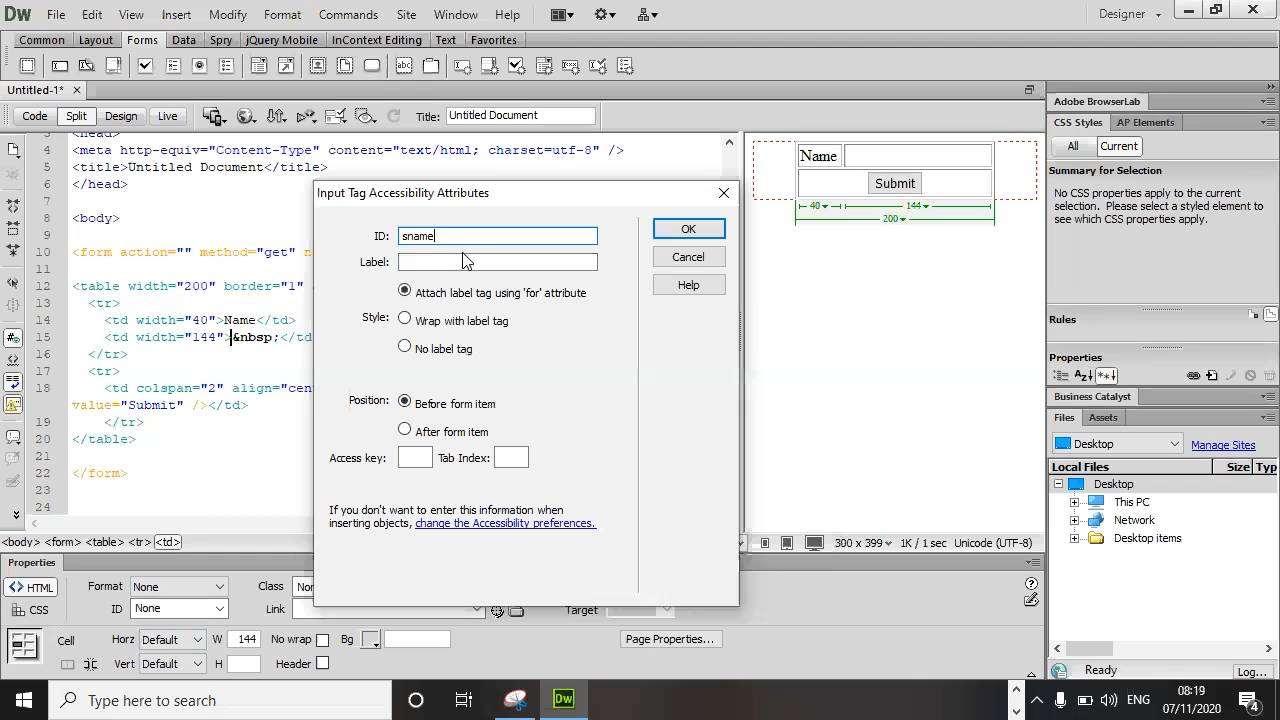 Dw File Edit View Insert Modify Format Commands Site Window Help Designer
Common Layout Forms Data Spry jQuery Mobile InContext Editing Text Favorites
Untitled-1*
Code Split Design Live Title: Untitled Document
Adobe BrowserLab
CSS Styles AP Elements
All Current
Summary for Selection
No CSS properties apply to the current
selection. Please select a styled element to
see which CSS properties apply.
Rules
Properties
Business Catalyst
Files Assets
Desktop Manage Sites
Local Files Size Typ
Desktop
This PC
Network
Desktop items
Ready Log...
3 <head>
4 <meta http-equiv="Content-Type" content="text/html; charset=utf-8" />
5 <title>Untitled Document</title>
6 </head>
7
8 <body>
9
10 <form action="" method="get" n
11
12 <table width="200" border="1"
13 <tr>
14 <td width="40">Name</td>
15 <td width="144">&nbsp;</td
16 </tr>
17 <tr>
18 <td colspan="2" align="cen
value="Submit" /></td>
19 </tr>
20 </table>
21
22 </form>
23
24
Name
Submit
40 144
200
Input Tag Accessibility Attributes
ID: sname
Label:
Style: Attach label tag using 'for' attribute
Wrap with label tag
No label tag
Position: Before form item
After form item
Access key: Tab Index:
If you don't want to enter this information when
inserting objects, change the Accessibility preferences.
OK
Cancel
Help
<body> <form> <table> <tr> <td>
300 x 399 1K / 1 sec Unicode (UTF-8)
Properties
<> HTML Format None Class Non
CSS ID None Link Target
Cell Horz Default W 144 No wrap Bg Page Properties...
Vert Default H Header
Type here to search
Dw
ENG
08:19
07/11/2020
4